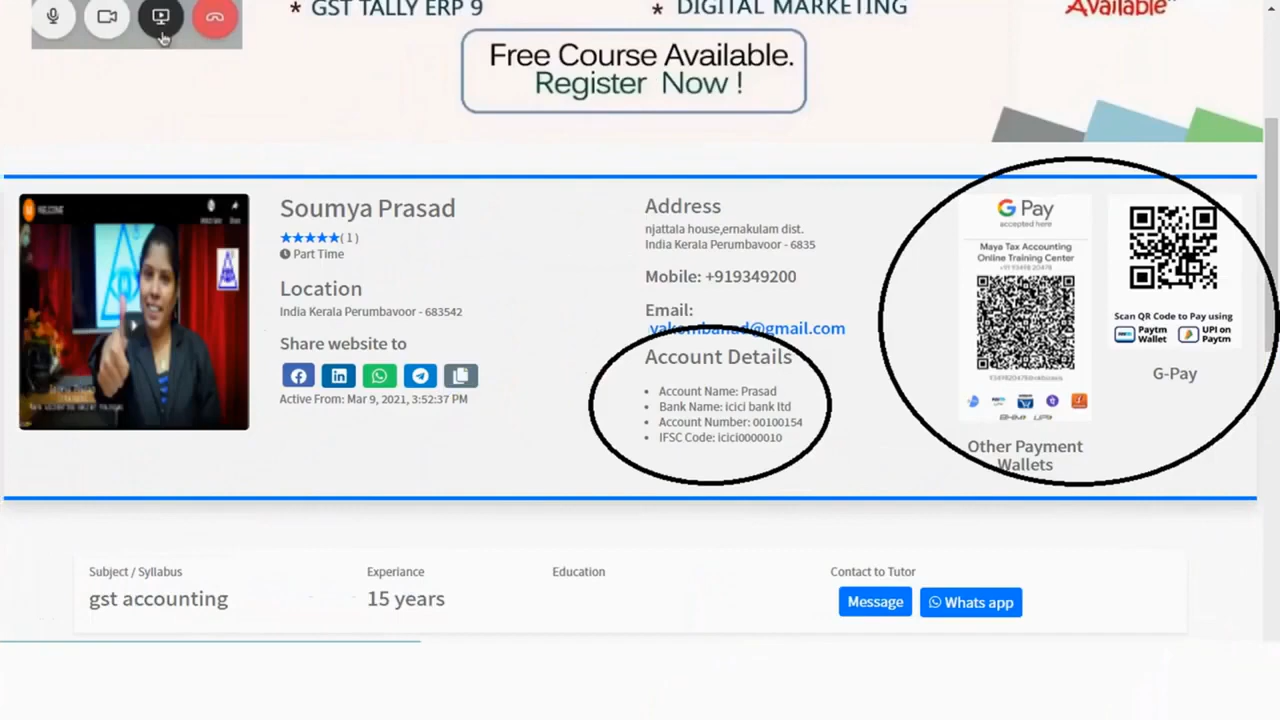 * GST TALLY ERP 9
* DIGITAL MARKETING
Available
Free Course Available.
Register Now !
Soumya Prasad
( 1 )
Part Time
Location
India Kerala Perumbavoor - 683542
Share website to
Active From: Mar 9, 2021, 3:52:37 PM
Address
njattala house,ernakulam dist.
India Kerala Perumbavoor - 6835
Mobile: +919349200
Email:
vakombanad@gmail.com
Account Details
• Account Name: Prasad
• Bank Name: icici bank ltd
• Account Number: 00100154
• IFSC Code: icici0000010
G Pay
accepted here
Maya Tax Accounting
Online Training Center
Other Payment
Wallets
Scan QR Code to Pay using
Paytm Wallet
UPI on Paytm
G-Pay
Subject / Syllabus
Experiance
Education
Contact to Tutor
gst accounting
15 years
Message
Whats app